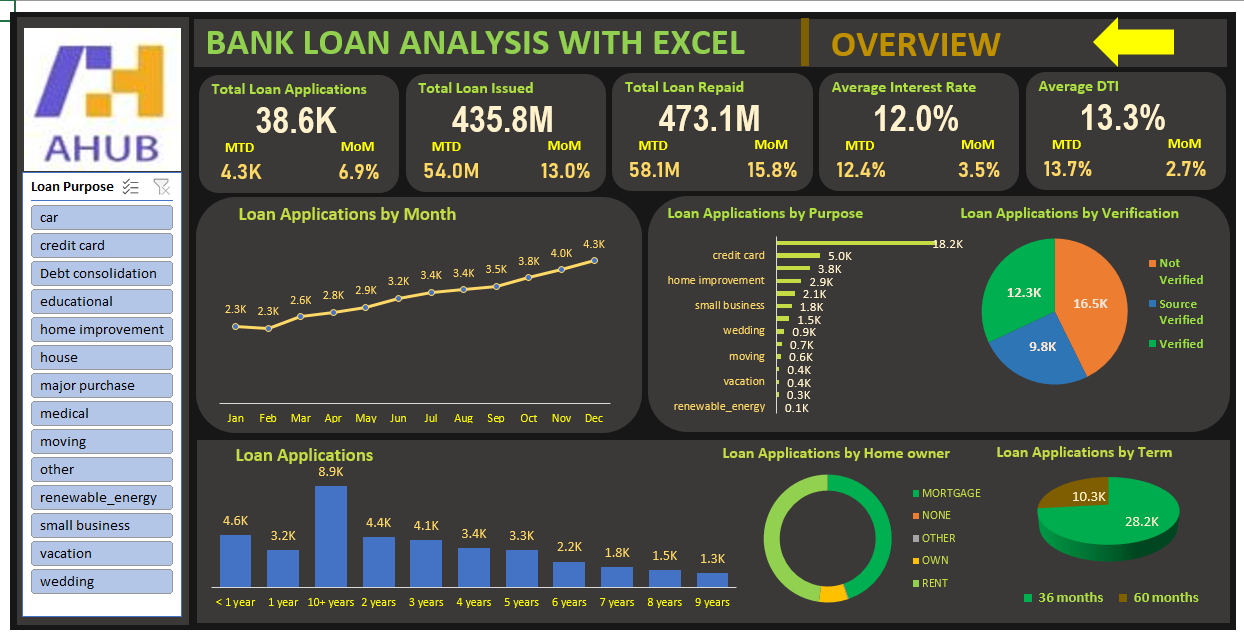 BANK LOAN ANALYSIS WITH EXCEL
OVERVIEW
AHUB
Loan Purpose
car
credit card
Debt consolidation
educational
home improvement
house
major purchase
medical
moving
other
renewable_energy
small business
vacation
wedding
Total Loan Applications
38.6K
MTD MoM
4.3K 6.9%
Total Loan Issued
435.8M
MTD MoM
54.0M 13.0%
Total Loan Repaid
473.1M
MTD MoM
58.1M 15.8%
Average Interest Rate
12.0%
MTD MoM
12.4% 3.5%
Average DTI
13.3%
MTD MoM
13.7% 2.7%
Loan Applications by Month
2.3K 2.3K 2.6K 2.8K 2.9K 3.2K 3.4K 3.4K 3.5K 3.8K 4.0K 4.3K
Jan Feb Mar Apr May Jun Jul Aug Sep Oct Nov Dec
Loan Applications by Purpose
18.2K
credit card 5.0K
3.8K
home improvement 2.9K
2.1K
small business 1.8K
1.5K
wedding 0.9K
0.7K
moving 0.6K
0.4K
vacation 0.4K
0.3K
renewable_energy 0.1K
Loan Applications by Verification
12.3K
16.5K
9.8K
Not
Verified
Source
Verified
Verified
Loan Applications
4.6K 3.2K 8.9K 4.4K 4.1K 3.4K 3.3K 2.2K 1.8K 1.5K 1.3K
< 1 year 1 year 10+ years 2 years 3 years 4 years 5 years 6 years 7 years 8 years 9 years
Loan Applications by Home owner
MORTGAGE
NONE
OTHER
OWN
RENT
Loan Applications by Term
10.3K
28.2K
36 months 60 months